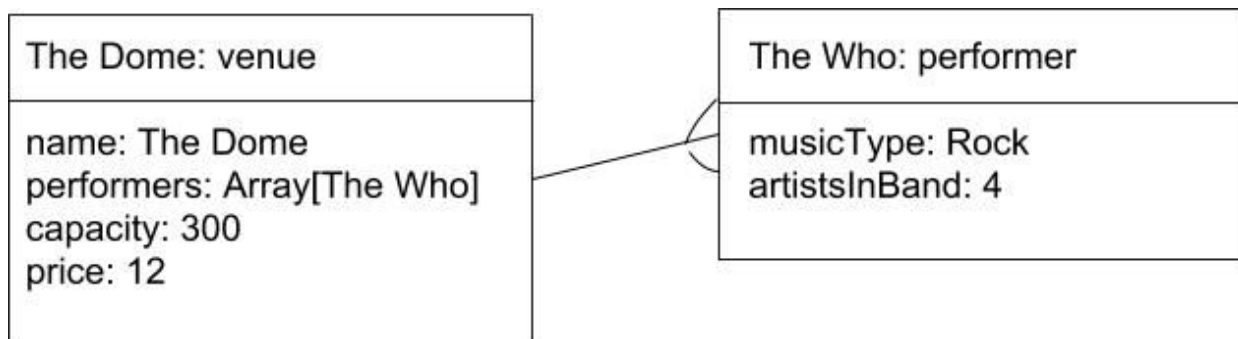 The Dome: venue
name: The Dome
performers: Array[The Who]
capacity: 300
price: 12
The Who: performer
musicType: Rock
artistsInBand: 4